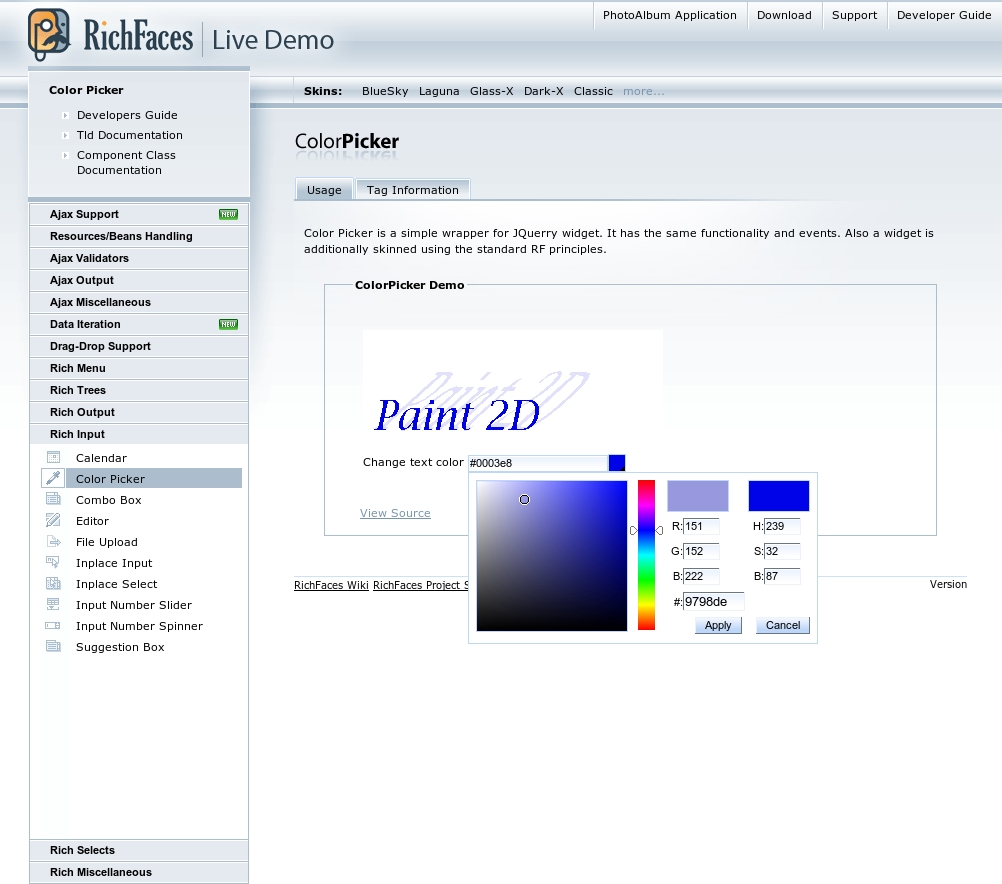 RichFaces Live Demo
PhotoAlbum Application
Download
Support
Developer Guide
Skins: BlueSky Laguna Glass-X Dark-X Classic more...
Color Picker
Developers Guide
Tld Documentation
Component Class
Documentation
Ajax Support NEW
Resources/Beans Handling
Ajax Validators
Ajax Output
Ajax Miscellaneous
Data Iteration NEW
Drag-Drop Support
Rich Menu
Rich Trees
Rich Output
Rich Input
Calendar
Color Picker
Combo Box
Editor
File Upload
Inplace Input
Inplace Select
Input Number Slider
Input Number Spinner
Suggestion Box
Rich Selects
Rich Miscellaneous
ColorPicker
Usage
Tag Information
Color Picker is a simple wrapper for JQuerry widget. It has the same functionality and events. Also a widget is
additionally skinned using the standard RF principles.
ColorPicker Demo
Paint 2D
Change text color #0003e8
View Source
R: 151 H: 239
G: 152 S: 32
B: 222 B: 87
#: 9798de
Apply Cancel
RichFaces Wiki RichFaces Project S
Version